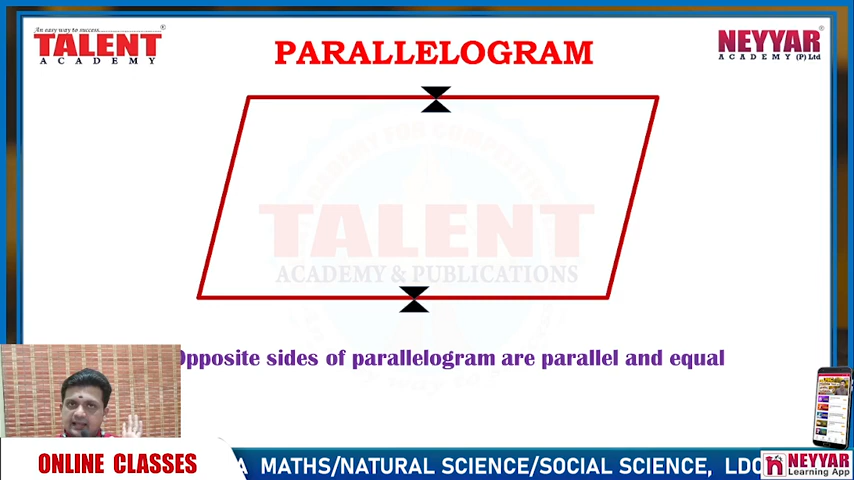 An easy way to success...
TALENT
ACADEMY
PARALLELOGRAM
NEYYAR
ACADEMY (P) Ltd
TALENT
ACADEMY & PUBLICATIONS
Opposite sides of parallelogram are parallel and equal
ONLINE CLASSES
A MATHS/NATURAL SCIENCE/SOCIAL SCIENCE, LDC
NEYYAR
Learning App